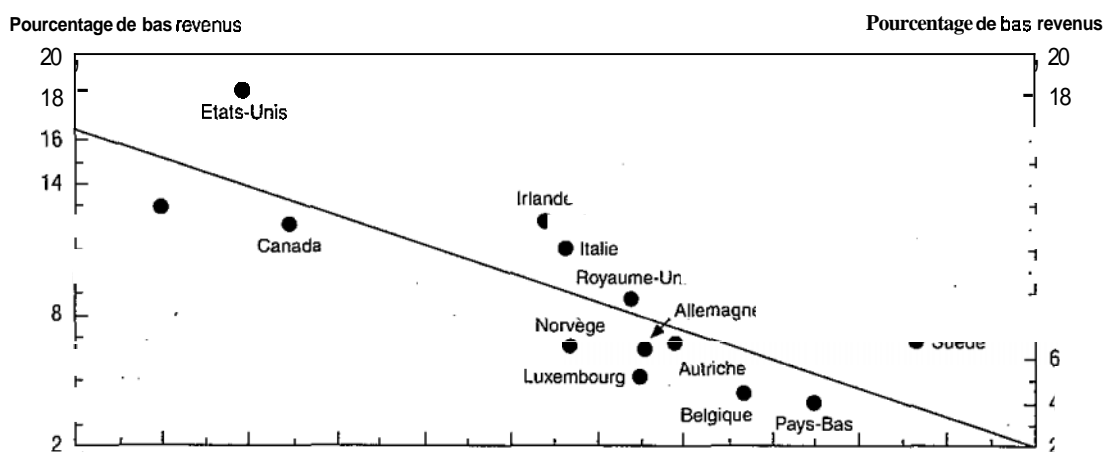 Pourcentage de bas revenus
Pourcentage de bas revenus
20
20
18
18
Etats-Unis
16
14
Irlande
Canada
Italie
Royaume-Un
8
Allemagne
Norvège
6
Luxembourg
Autriche
4
Belgique
Pays-Bas
2